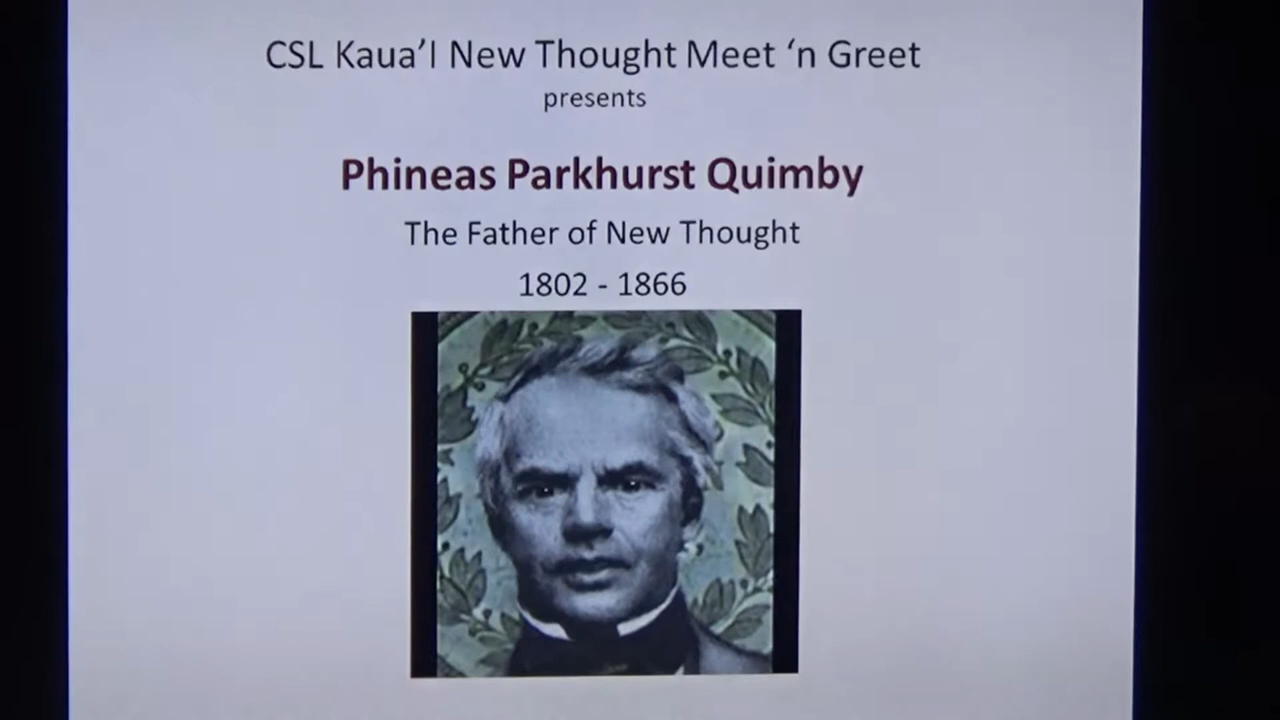 CSL Kaua’I New Thought Meet ‘n Greet
presents
Phineas Parkhurst Quimby
The Father of New Thought
1802 - 1866